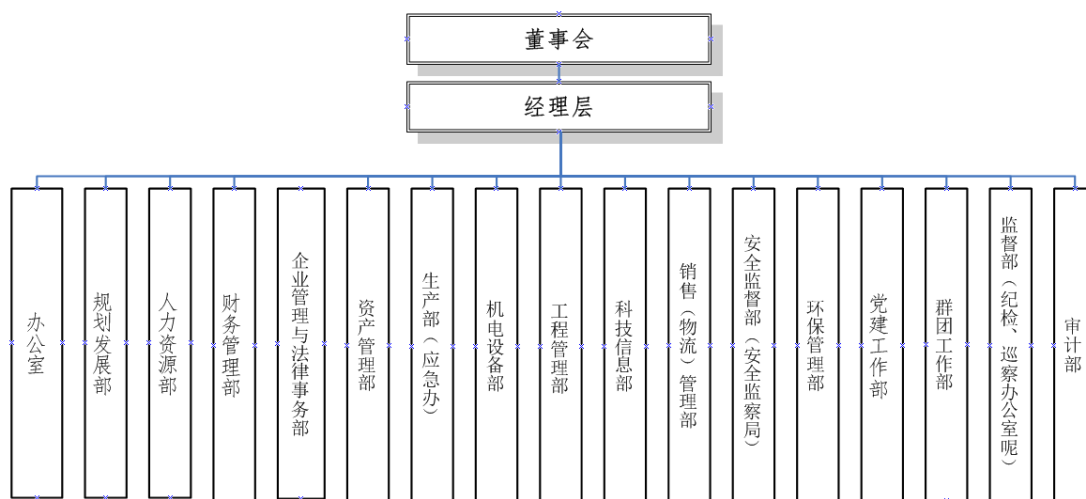 董事会
经理层
办公室
规划发展部
人力资源部
财务管理部
企业管理与法律事务部
资产管理部
生产部（应急办）
机电设备部
工程管理部
科技信息部
销售（物流）管理部
安全监督部（安全监察局）
环保管理部
党建工作部
群团工作部
监督部（纪检、巡察办公室呢）
审计部